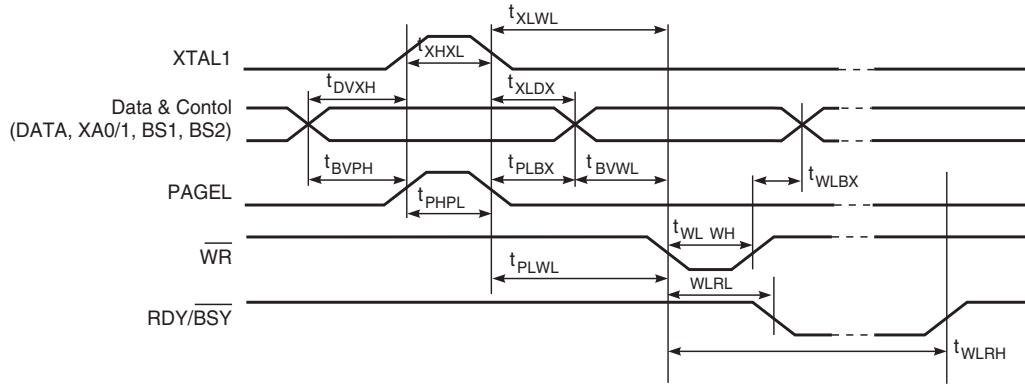 tXLWL
XTAL1
tXHXL
tDVXH
tXLDX
Data & Contol
(DATA, XA0/1, BS1, BS2)
tBVPH
tPLBX
tBVWL
tWLBX
PAGEL
tPHPL
tWL WH
WR
tPLWL
WLRL
RDY/BSY
tWLRH